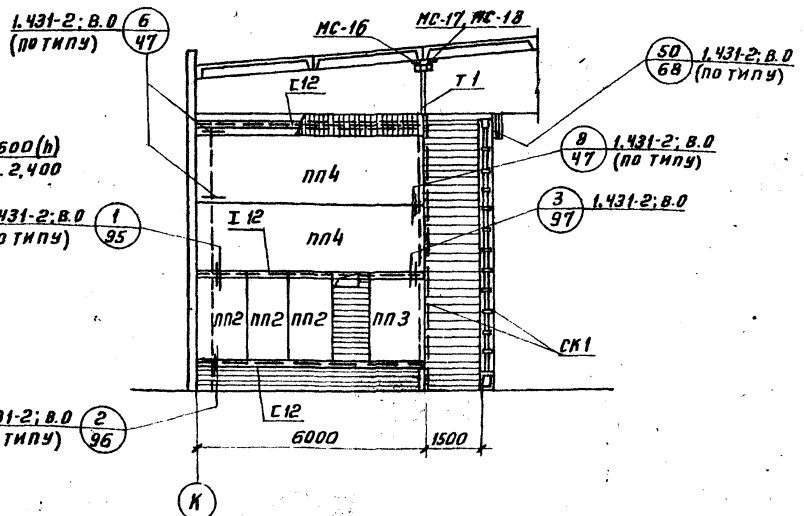 1.431-2; В.0
(ПО ТИПУ)
6
47
МС-16
МС-17, МС-18
50
68
1.431-2; В.0
(ПО ТИПУ)
С12
Т1
600(h)
2,400
ПП4
8
47
1.431-2; В.0
(ПО ТИПУ)
431-2; В.0
ПО ТИПУ)
1
95
I 12
ПП4
3
97
1.431-2; В.0
ПП2
ПП2
ПП2
ПП3
СК1
31-2; В.0
ТИПУ)
2
96
С12
6000
1500
К